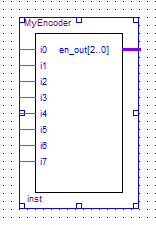 MyEncoder
i0 en_out[2..0]
i1
i2
i3
i4
i5
i6
i7
inst